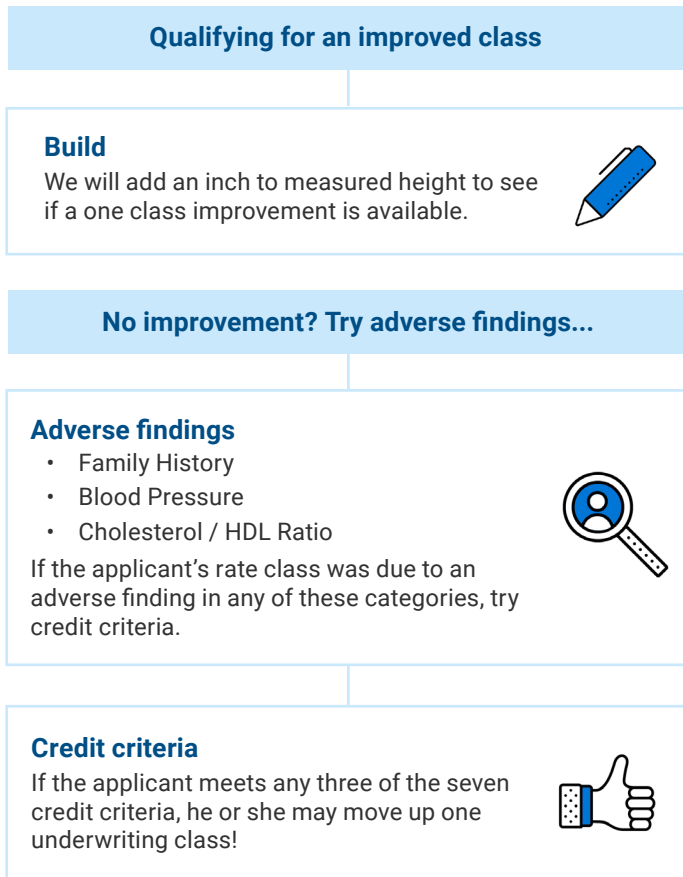 Qualifying for an improved class
Build
We will add an inch to measured height to see
if a one class improvement is available.
No improvement? Try adverse findings...
Adverse findings
• Family History
• Blood Pressure
• Cholesterol / HDL Ratio
If the applicant’s rate class was due to an
adverse finding in any of these categories, try
credit criteria.
Credit criteria
If the applicant meets any three of the seven
credit criteria, he or she may move up one
underwriting class!